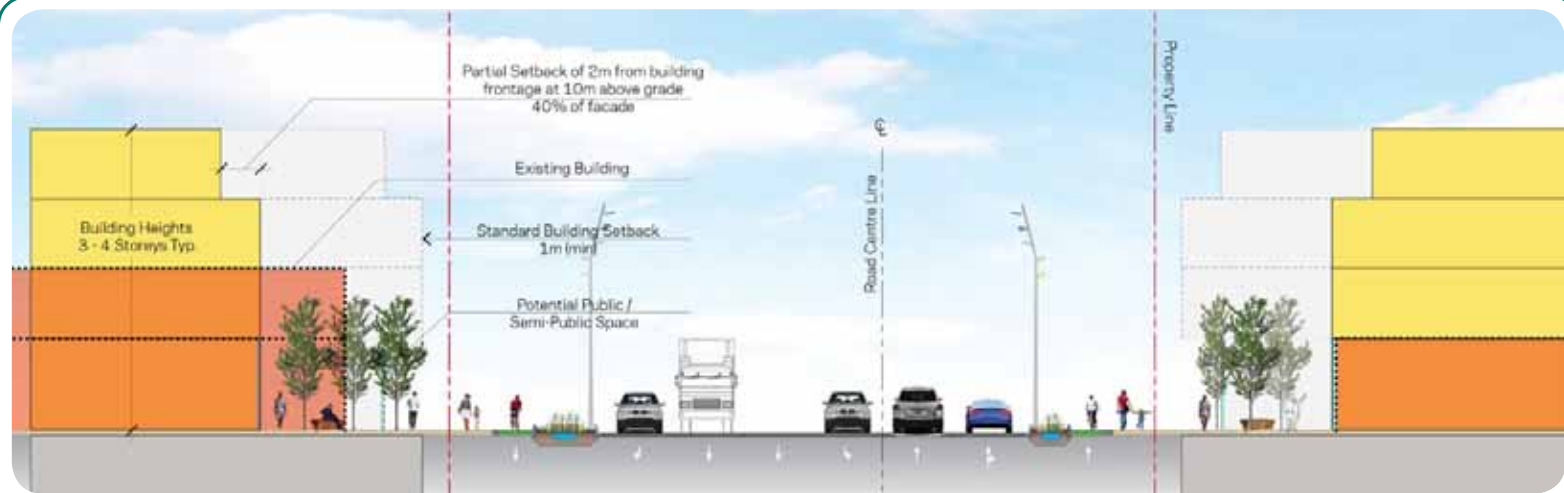 Partial Setback of 2m from building
frontage at 10m above grade
40% of facade
Existing Building
Building Heights
3 - 4 Storeys Typ.
Standard Building Setback
1m (min)
Potential Public /
Semi-Public Space
Road Centre Line
℄
Property Line